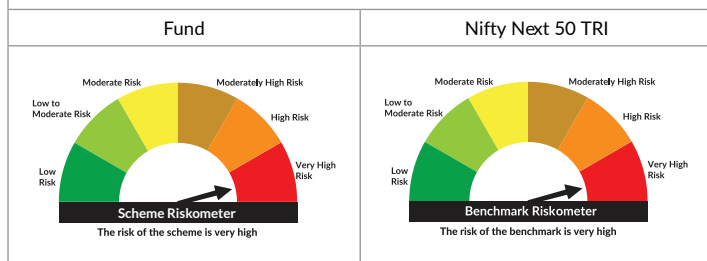 Fund
Moderate Risk
Moderately High Risk
Low to
Moderate Risk
High Risk
Low
Risk
Very High
Risk
Scheme Riskometer
The risk of the scheme is very high
Nifty Next 50 TRI
Moderate Risk
Moderately High Risk
Low to
Moderate Risk
High Risk
Low
Risk
Very High
Risk
Benchmark Riskometer
The risk of the benchmark is very high